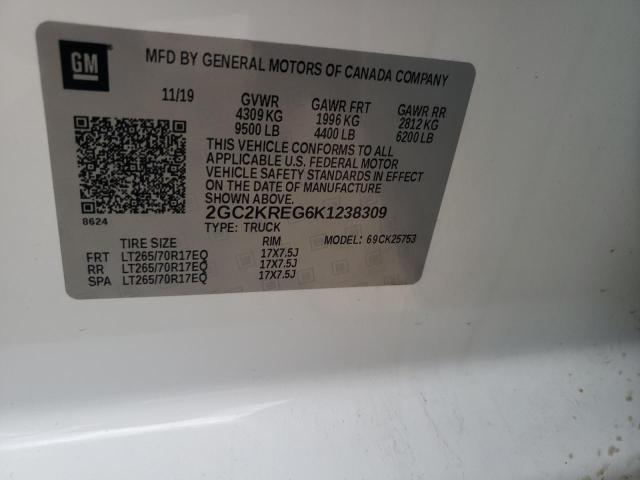 GM
MFD BY GENERAL MOTORS OF CANADA COMPANY
11/19 GVWR GAWR FRT GAWR RR
4309 KG 1996 KG 2812 KG
9500 LB 4400 LB 6200 LB
THIS VEHICLE CONFORMS TO ALL
APPLICABLE U.S. FEDERAL MOTOR
VEHICLE SAFETY STANDARDS IN EFFECT
ON THE DATE OF MANUFACTURE
SHOWN ABOVE.
2GC2KREG6K1238309
8624
TYPE: TRUCK
TIRE SIZE RIM MODEL: 69CK25753
FRT LT265/70R17EQ 17X7.5J
RR LT265/70R17EQ 17X7.5J
SPA LT265/70R17EQ 17X7.5J